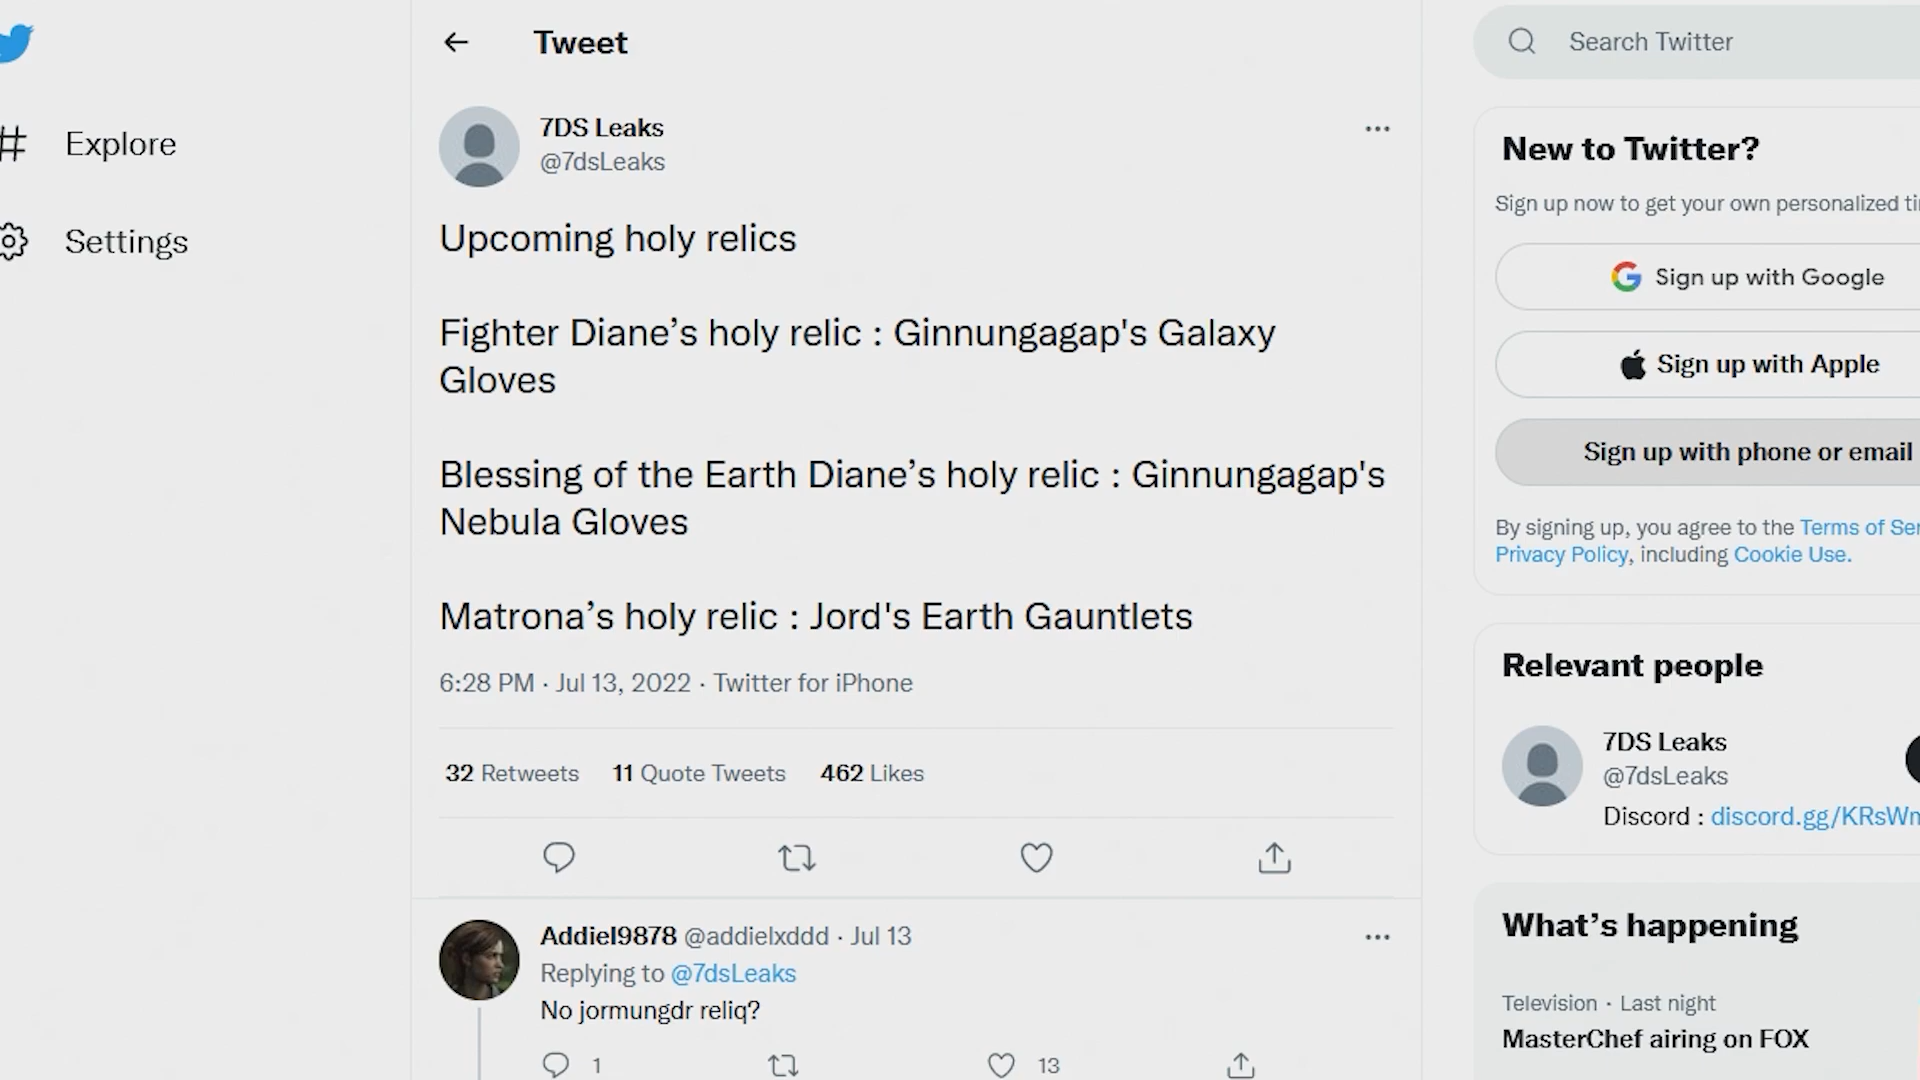 Tweet
Search Twitter
Explore
Settings
7DS Leaks
@7dsLeaks
Upcoming holy relics
Fighter Diane’s holy relic : Ginnungagap's Galaxy
Gloves
Blessing of the Earth Diane’s holy relic : Ginnungagap's
Nebula Gloves
Matrona’s holy relic : Jord's Earth Gauntlets
6:28 PM · Jul 13, 2022 · Twitter for iPhone
32 Retweets 11 Quote Tweets 462 Likes
Addiel9878 @addielxddd · Jul 13
Replying to @7dsLeaks
No jormungdr reliq?
1 13
New to Twitter?
Sign up now to get your own personalized
Sign up with Google
Sign up with Apple
Sign up with phone or email
By signing up, you agree to the Terms of
Privacy Policy, including Cookie Use.
Relevant people
7DS Leaks
@7dsLeaks
Discord : discord.gg/KRsW
What’s happening
Television · Last night
MasterChef airing on FOX